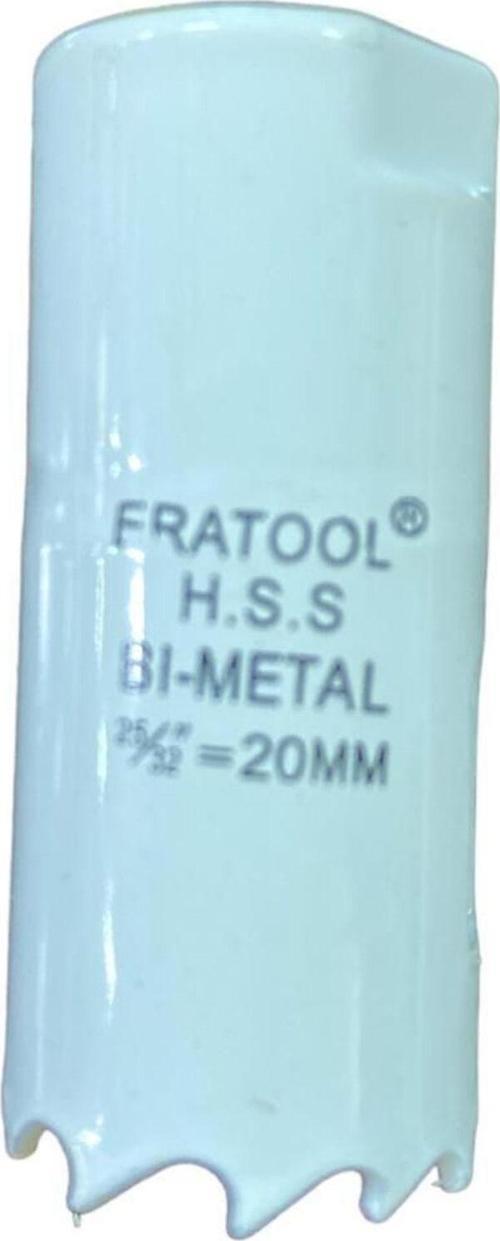 FRATOOL®
H.S.S
BI-METAL
25/32" = 20MM